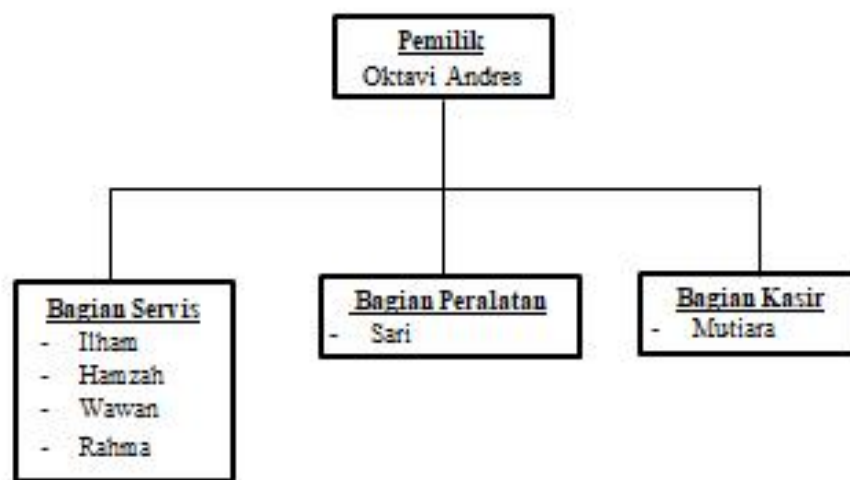 Pemilik
Oktavi Andres
Bagian Servis
- Ilham
- Hamzah
- Wawan
- Rahma
Bagian Peralatan
- Sari
Bagian Kasir
- Mutiara